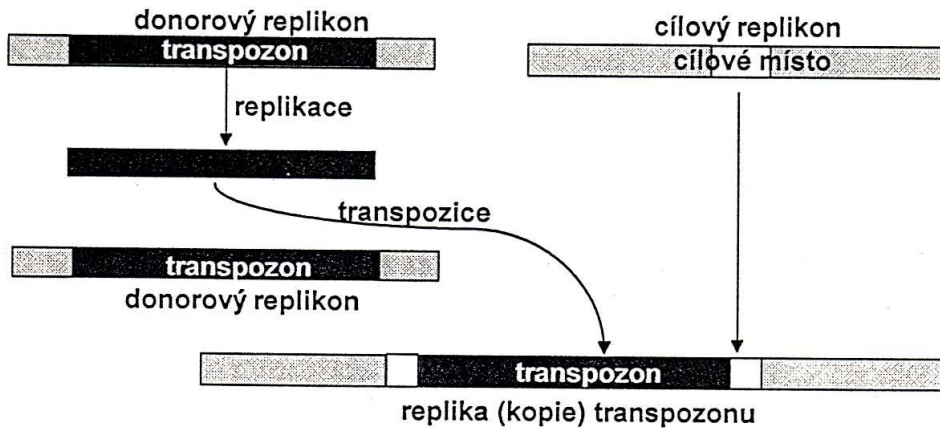 donorový replikon
transpozon
cílový replikon
cílové místo
replikace
transpozice
transpozon
donorový replikon
transpozon
replika (kopie) transpozonu